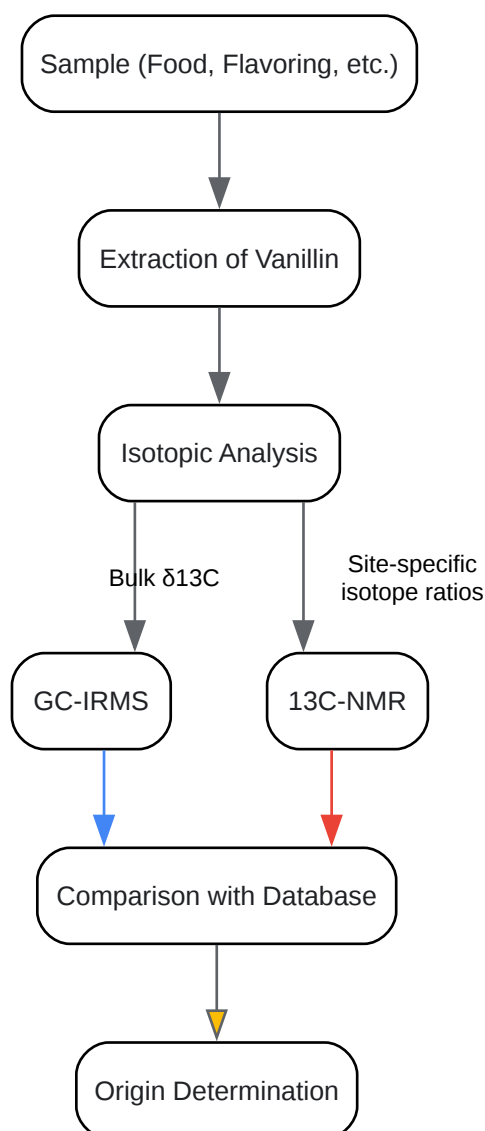 Sample (Food, Flavoring, etc.)
Extraction of Vanillin
Isotopic Analysis
Bulk δ13C
Site-specific
isotope ratios
GC-IRMS
13C-NMR
Comparison with Database
Origin Determination